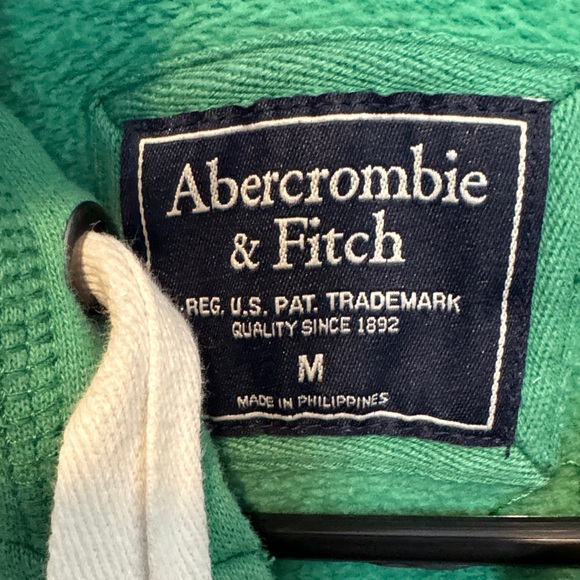 Abercrombie
& Fitch
REG. U.S. PAT. TRADEMARK
QUALITY SINCE 1892
M
MADE IN PHILIPPINES